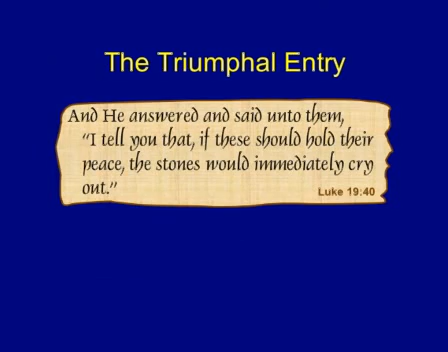 The Triumphal Entry
And He answered and said unto them,
“I tell you that, if these should hold their
peace, the stones would immediately cry
out.”
Luke 19:40